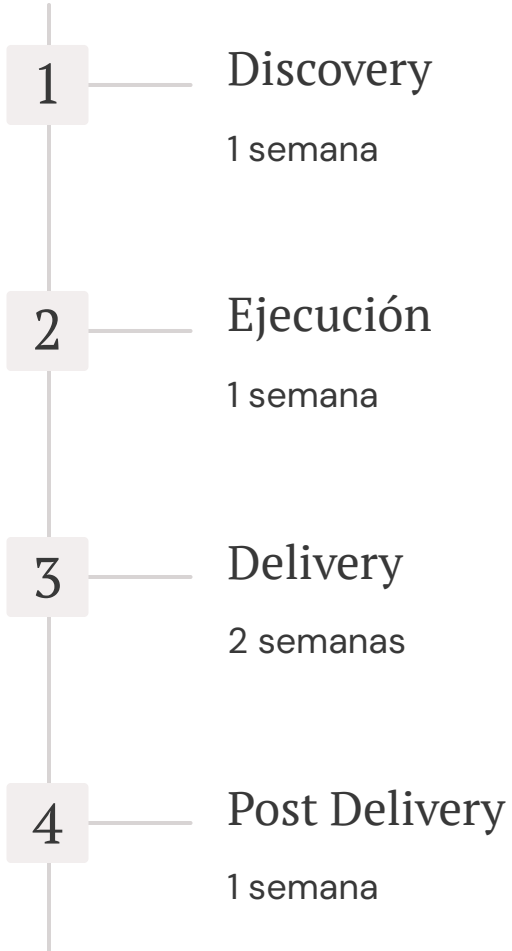 1
Discovery
1 semana
2
Ejecución
1 semana
3
Delivery
2 semanas
4
Post Delivery
1 semana